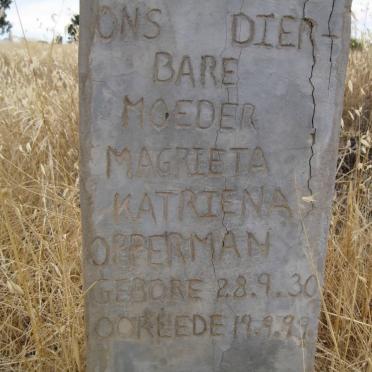 ONS DIER-
BARE
MOEDER
MAGRIETA
KATRIENA
OPPERMAN
GEBORE 28.9.30
OORLEDE 19.9.99